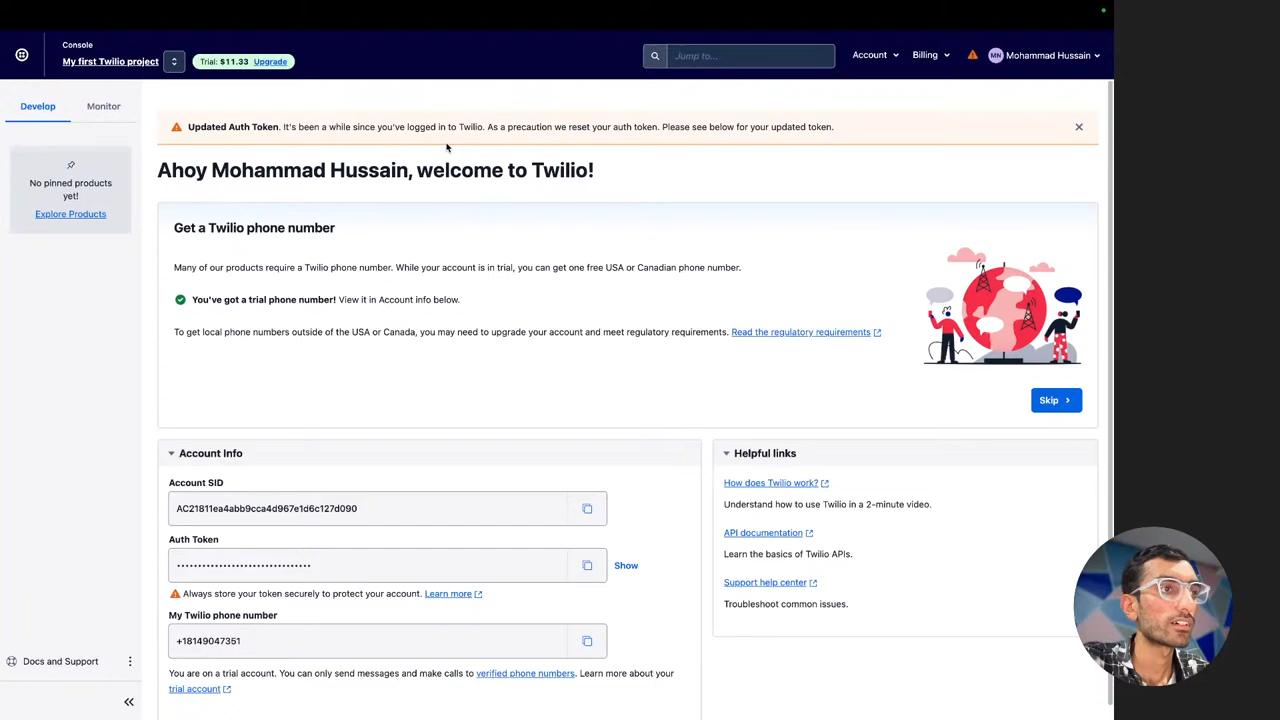 Console
My first Twilio project
Trial: $11.33 Upgrade
Jump to...
Account
Billing
MN
Mohammad Hussain
Develop
Monitor
No pinned products
yet!
Explore Products
Updated Auth Token. It's been a while since you've logged in to Twilio. As a precaution we reset your auth token. Please see below for your updated token.
Ahoy Mohammad Hussain, welcome to Twilio!
Get a Twilio phone number
Many of our products require a Twilio phone number. While your account is in trial, you can get one free USA or Canadian phone number.
You've got a trial phone number! View it in Account info below.
To get local phone numbers outside of the USA or Canada, you may need to upgrade your account and meet regulatory requirements. Read the regulatory requirements
Skip
Account Info
Account SID
AC21811ea4abb9cca4d967e1d6c127d090
Auth Token
••••••••••••••••••••••••••••••••
Show
Always store your token securely to protect your account. Learn more
My Twilio phone number
+18149047351
You are on a trial account. You can only send messages and make calls to verified phone numbers. Learn more about your
trial account
Helpful links
How does Twilio work?
Understand how to use Twilio in a 2-minute video.
API documentation
Learn the basics of Twilio APIs.
Support help center
Troubleshoot common issues.
Docs and Support